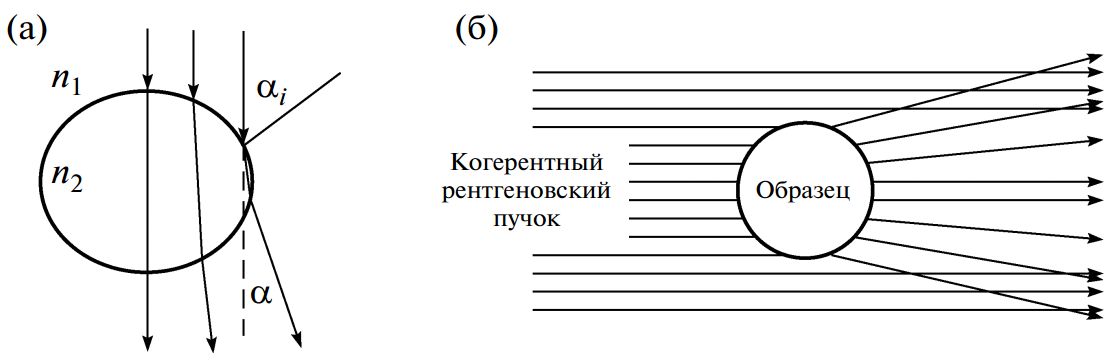 (а)
n1
n2
αi
α
(б)
Когерентный
рентгеновский
пучок
Образец